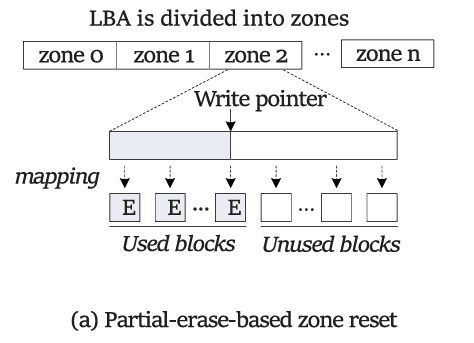 LBA is divided into zones
zone 0 zone 1 zone 2 ... zone n
Write pointer
mapping
E E ... E ...
Used blocks Unused blocks
(a) Partial-erase-based zone reset